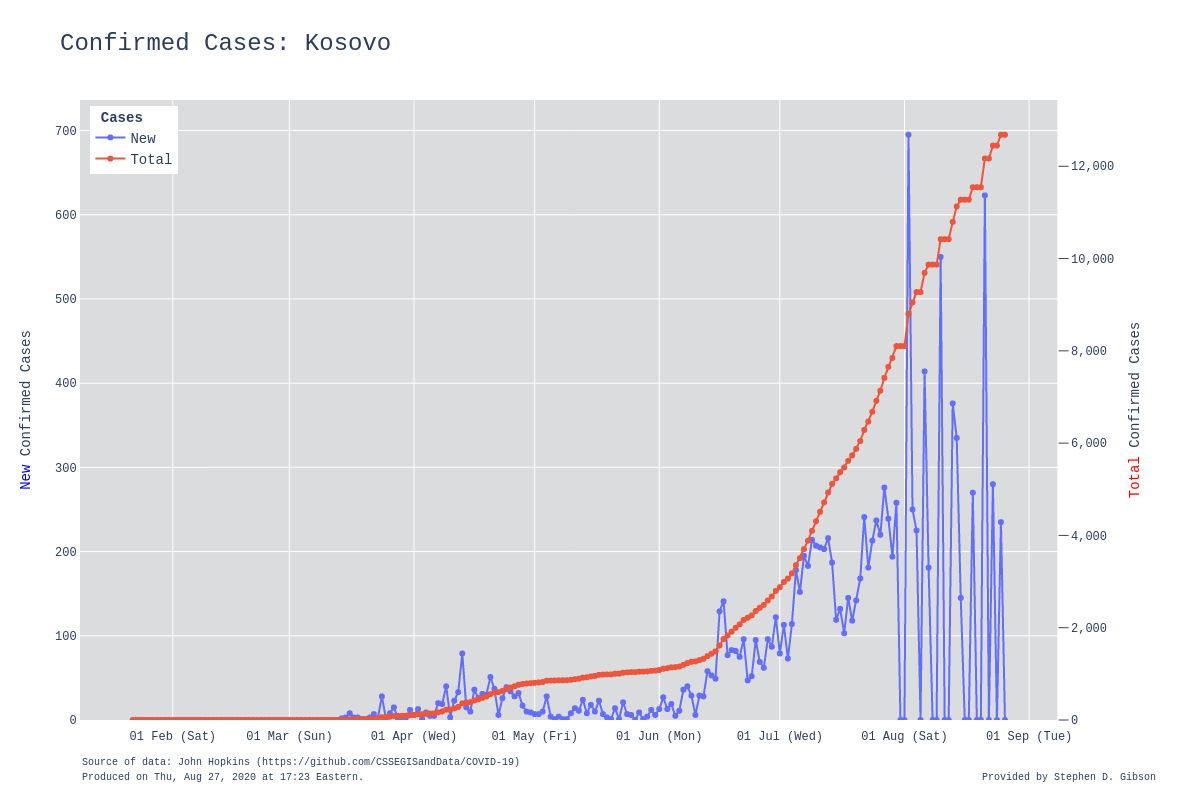 Confirmed Cases: Kosovo
Cases
New
Total
700
600
500
400
300
200
100
0
12,000
10,000
8,000
6,000
4,000
2,000
0
New Confirmed Cases
Total Confirmed Cases
01 Feb (Sat)
01 Mar (Sun)
01 Apr (Wed)
01 May (Fri)
01 Jun (Mon)
01 Jul (Wed)
01 Aug (Sat)
01 Sep (Tue)
Source of data: John Hopkins (https://github.com/CSSEGISandData/COVID-19)
Produced on Thu, Aug 27, 2020 at 17:23 Eastern.
Provided by Stephen D. Gibson